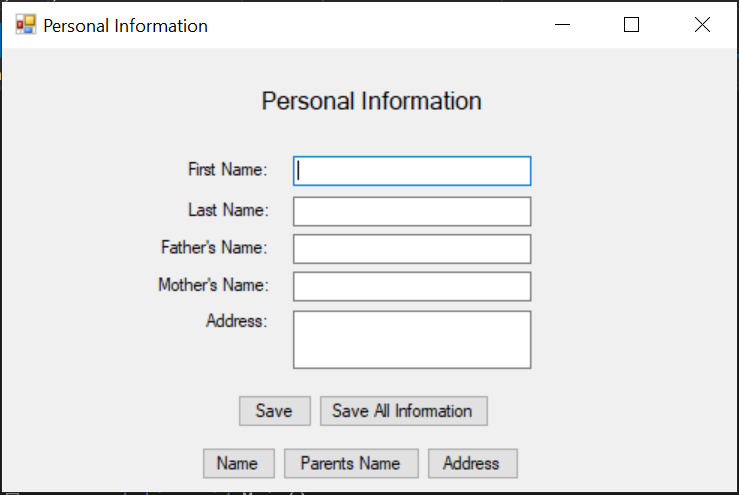 Personal Information
Personal Information
First Name:
Last Name:
Father's Name:
Mother's Name:
Address:
Save Save All Information
Name Parents Name Address